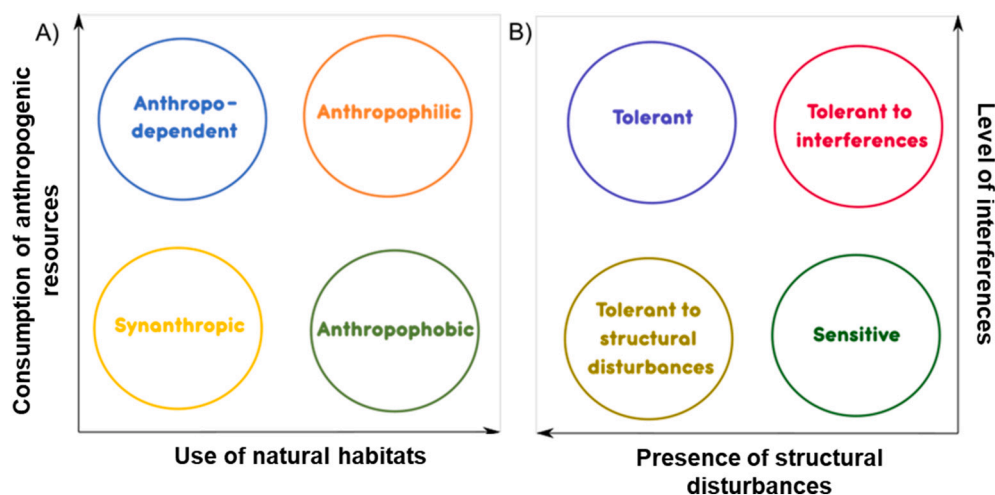 A)
Consumption of anthropogenic
resources
Anthropo-
dependent
Anthropophilic
Synanthropic
Anthropophobic
Use of natural habitats
B)
Tolerant
Tolerant to
interferences
Tolerant to
structural
disturbances
Sensitive
Level of interferences
Presence of structural
disturbances